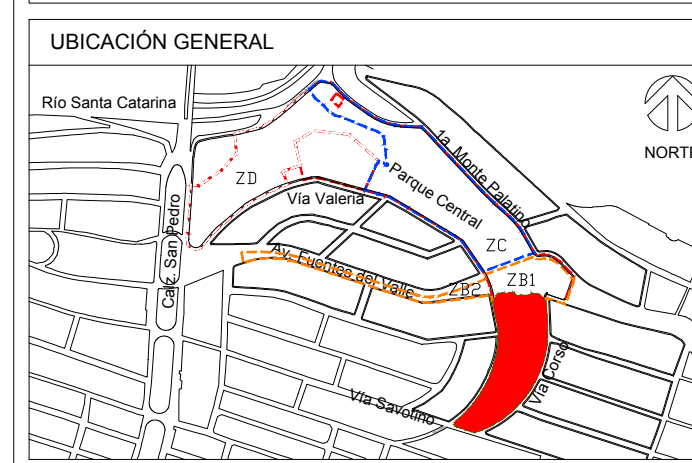 UBICACIÓN GENERAL
Río Santa Catarina
NORTE
1a. Monte Palatino
ZD
Parque Central
Vía Valeria
Calz. San Pedro
ZC
Av. Fuentes del Valle
ZB2
ZB1
Vía Corso
Vía Savotino